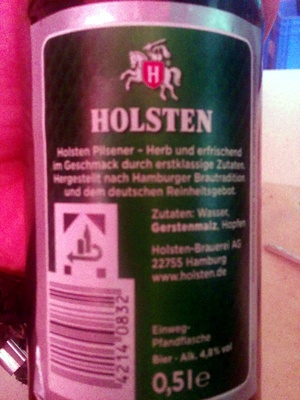 H
HOLSTEN
Holsten Pilsener - Herb und erfrischend
im Geschmack durch erstklassige Zutaten.
Hergestellt nach Hamburger Brautradition
und dem deutschen Reinheitsgebot.
Zutaten: Wasser,
Gerstenmalz, Hopfen
Holsten-Brauerei AG
22755 Hamburg
www.holsten.de
4214 0832
Einweg-
Pfandflasche
Bier - Alk. 4,8% vol
0,5l e